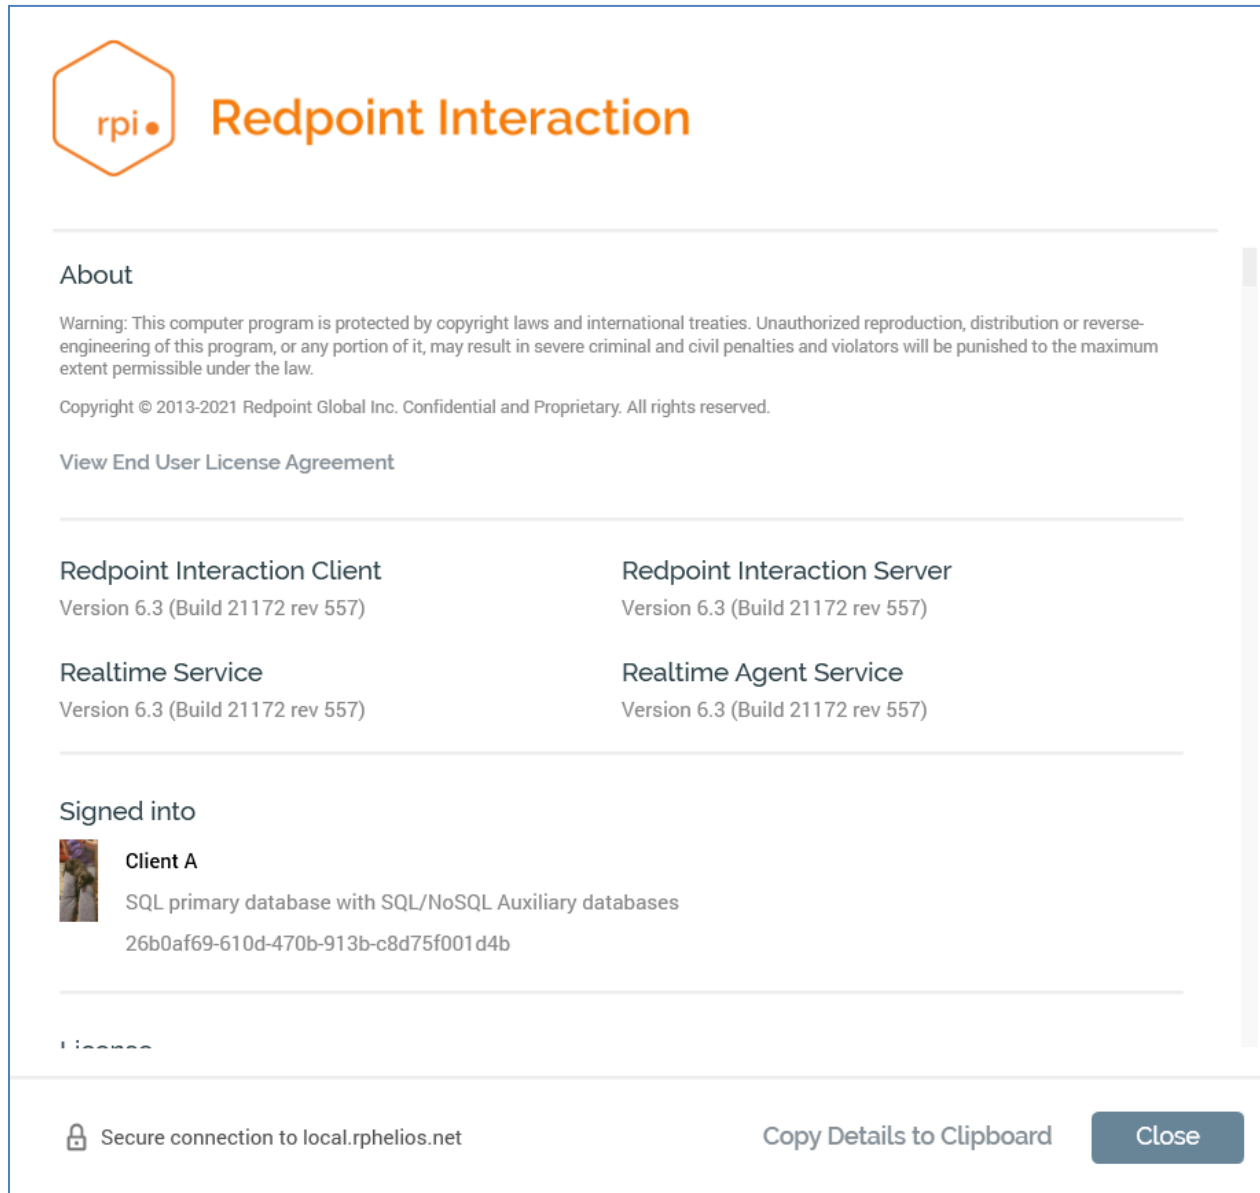 rpi
Redpoint Interaction
About
Warning: This computer program is protected by copyright laws and international treaties. Unauthorized reproduction, distribution or reverse-
engineering of this program, or any portion of it, may result in severe criminal and civil penalties and violators will be punished to the maximum
extent permissible under the law.
Copyright © 2013-2021 Redpoint Global Inc. Confidential and Proprietary. All rights reserved.
View End User License Agreement
Redpoint Interaction Client
Version 6.3 (Build 21172 rev 557)
Redpoint Interaction Server
Version 6.3 (Build 21172 rev 557)
Realtime Service
Version 6.3 (Build 21172 rev 557)
Realtime Agent Service
Version 6.3 (Build 21172 rev 557)
Signed into
Client A
SQL primary database with SQL/NoSQL Auxiliary databases
26b0af69-610d-470b-913b-c8d75f001d4b
License
Secure connection to local.rphelios.net
Copy Details to Clipboard
Close